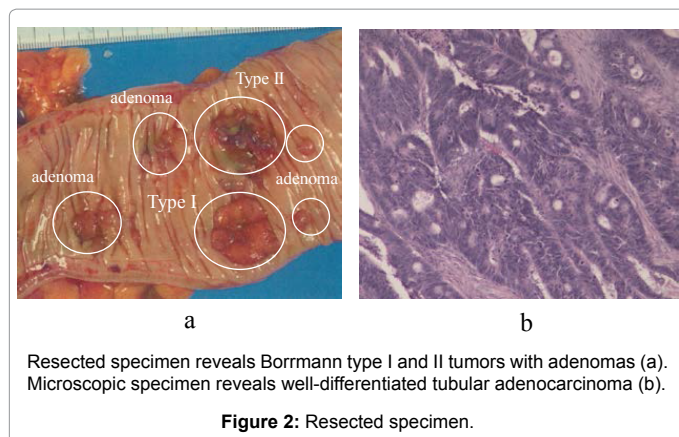 Type II
adenoma
adenoma
adenoma
Type I
a
b
Resected specimen reveals Borrmann type I and II tumors with adenomas (a).
Microscopic specimen reveals well-differentiated tubular adenocarcinoma (b).
Figure 2: Resected specimen.